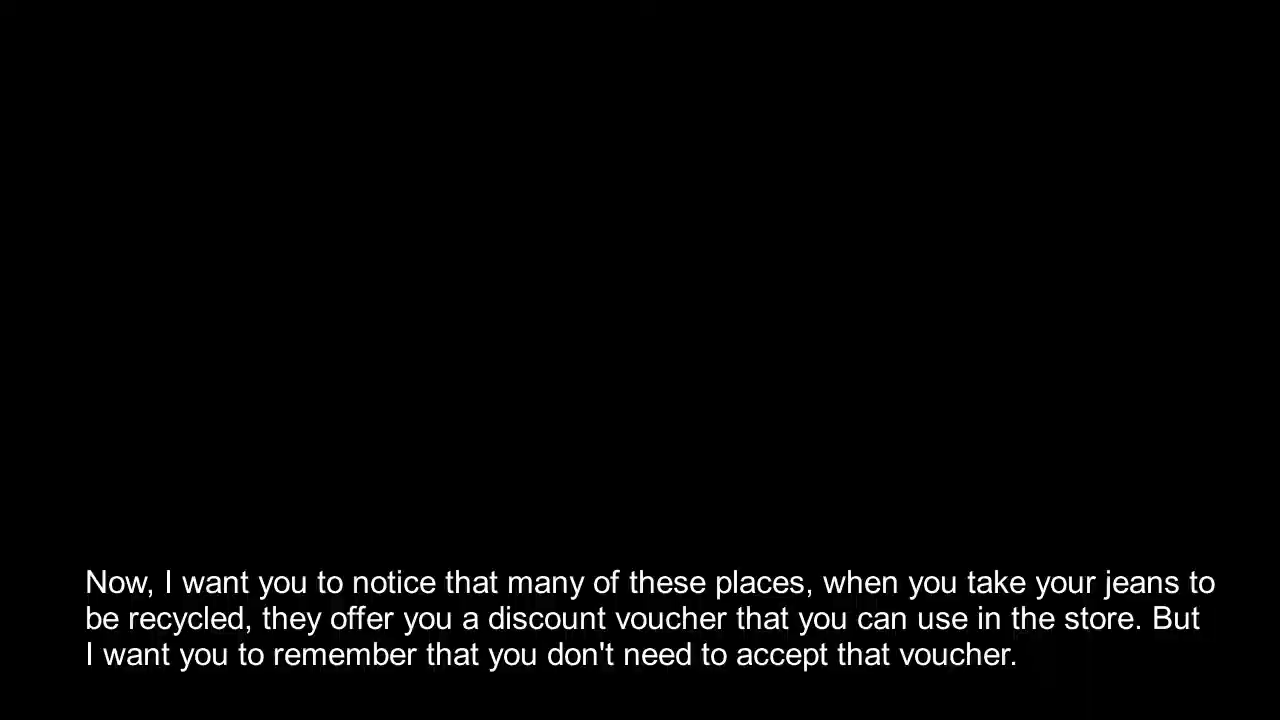 Now, I want you to notice that many of these places, when you take your jeans to
be recycled, they offer you a discount voucher that you can use in the store. But
I want you to remember that you don't need to accept that voucher.